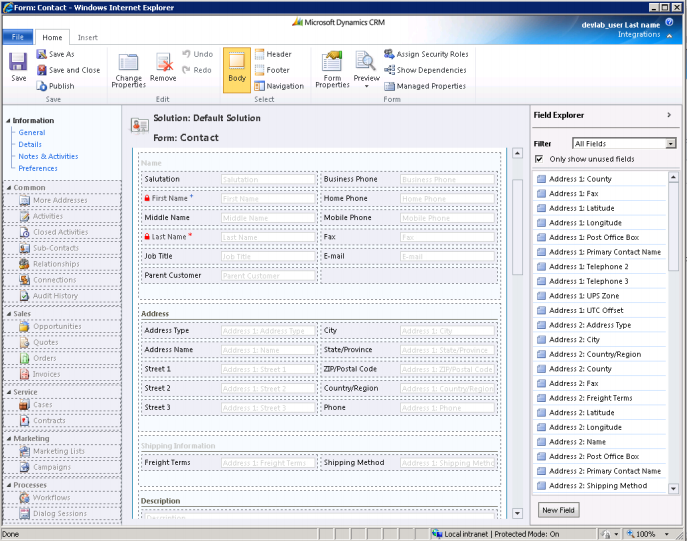 Form: Contact - Windows Internet Explorer
Microsoft Dynamics CRM
devlab_user Last name
Integrations
File Home Insert
Save
Save As
Save and Close
Publish
Save
Change Properties
Remove
Undo
Redo
Edit
Body
Header
Footer
Navigation
Select
Form Properties
Preview
Assign Security Roles
Show Dependencies
Managed Properties
Form
Information
General
Details
Notes & Activities
Preferences
Common
More Addresses
Activities
Closed Activities
Sub-Contacts
Relationships
Connections
Audit History
Sales
Opportunities
Quotes
Orders
Invoices
Service
Cases
Contracts
Marketing
Marketing Lists
Campaigns
Processes
Workflows
Dialog Sessions
Solution: Default Solution
Form: Contact
Name
Salutation Salutation Business Phone Business Phone
First Name * First Name Home Phone Home Phone
Middle Name Middle Name Mobile Phone Mobile Phone
Last Name * Last Name Fax Fax
Job Title Job Title E-mail E-mail
Parent Customer Parent Customer
Address
Address Type Address 1: Address Type City Address 1: City
Address Name Address 1: Name State/Province Address 1: State/Province
Street 1 Address 1: Street 1 ZIP/Postal Code Address 1: ZIP/Postal Code
Street 2 Address 1: Street 2 Country/Region Address 1: Country/Region
Street 3 Address 1: Street 3 Phone Address 1: Phone
Shipping Information
Freight Terms Address 1: Freight Terms Shipping Method Address 1: Shipping Metho
Description
Description
Field Explorer
Filter All Fields
Only show unused fields
Address 1: County
Address 1: Fax
Address 1: Latitude
Address 1: Longitude
Address 1: Post Office Box
Address 1: Primary Contact Name
Address 1: Telephone 2
Address 1: Telephone 3
Address 1: UPS Zone
Address 1: UTC Offset
Address 2: Address Type
Address 2: City
Address 2: Country/Region
Address 2: County
Address 2: Fax
Address 2: Freight Terms
Address 2: Latitude
Address 2: Longitude
Address 2: Name
Address 2: Post Office Box
Address 2: Primary Contact Name
Address 2: Shipping Method
New Field
Done
Local intranet | Protected Mode: On
100%